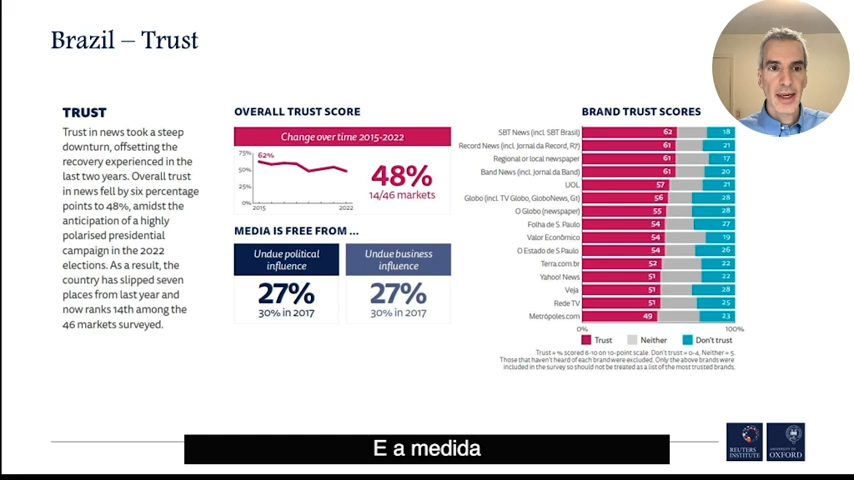 Brazil – Trust
TRUST
Trust in news took a steep
downturn, offsetting the
recovery experienced in the
last two years. Overall trust
in news fell by six percentage
points to 48%, amidst the
anticipation of a highly
polarised presidential
campaign in the 2022
elections. As a result, the
country has slipped seven
places from last year and
now ranks 14th among the
46 markets surveyed.
OVERALL TRUST SCORE
Change over time 2015-2022
75%
62%
50%
25%
0%
2015
2022
48%
14/46 markets
MEDIA IS FREE FROM ...
Undue political
influence
27%
30% in 2017
Undue business
influence
27%
30% in 2017
BRAND TRUST SCORES
SBT News (incl. SBT Brasil) 62 18
Record News (incl. Jornal da Record, R7) 61 21
Regional or local newspaper 61 17
Band News (incl. Jornal da Band) 61 20
UOL 57 21
Globo (incl. TV Globo, GloboNews, G1) 56 28
O Globo (newspaper) 55 28
Folha de S. Paulo 54 27
Valor Econômico 54 19
O Estado de S Paulo 54 26
Terra.com.br 52 22
Yahoo! News 51 22
Veja 51 28
Rede TV 51 25
Metrópoles.com 49 23
0% 100%
Trust Neither Don't trust
Trust = % scored 6-10 on 10-point scale. Don't trust = 0-4, Neither = 5.
Those that haven't heard of each brand were excluded. Only the above brands were
included in the survey so should not be treated as a list of the most trusted brands.
E a medida
REUTERS
INSTITUTE
UNIVERSITY OF
OXFORD